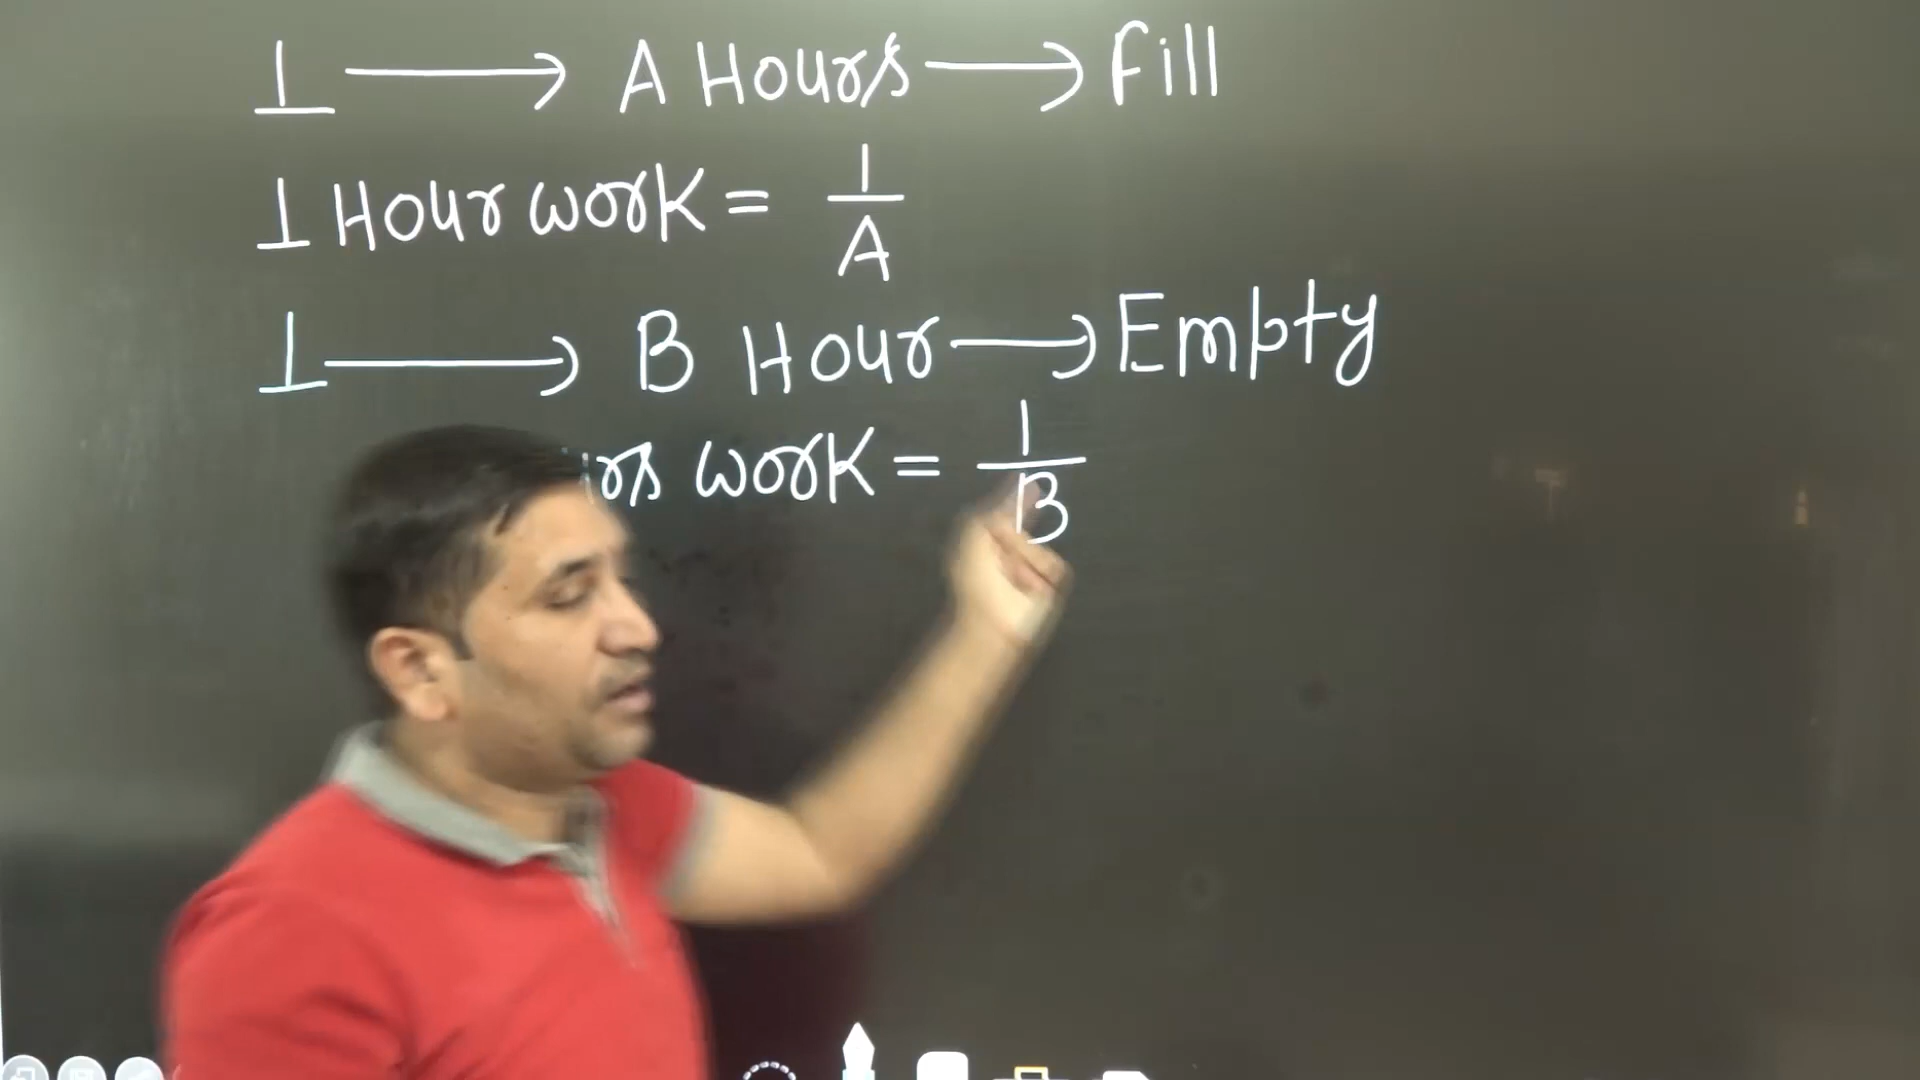 1 → A Hours → Fill
1 Hour work = 1/A
1 → B Hour → Empty
work = 1/B